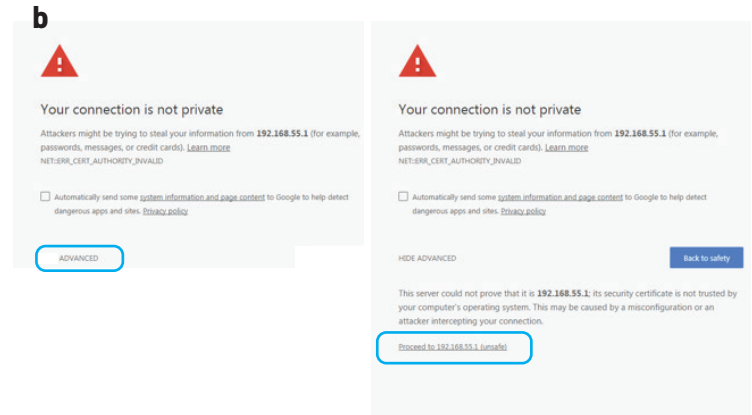 b
Your connection is not private
Attackers might be trying to steal your information from 192.168.55.1 (for example,
passwords, messages, or credit cards). Learn more
NET::ERR_CERT_AUTHORITY_INVALID
Automatically send some system information and page content to Google to help detect
dangerous apps and sites. Privacy policy
ADVANCED
Your connection is not private
Attackers might be trying to steal your information from 192.168.55.1 (for example,
passwords, messages, or credit cards). Learn more
NET::ERR_CERT_AUTHORITY_INVALID
Automatically send some system information and page content to Google to help detect
dangerous apps and sites. Privacy policy
HIDE ADVANCED
Back to safety
This server could not prove that it is 192.168.55.1; its security certificate is not trusted by
your computer's operating system. This may be caused by a misconfiguration or an
attacker intercepting your connection.
Proceed to 192.168.55.1 (unsafe)